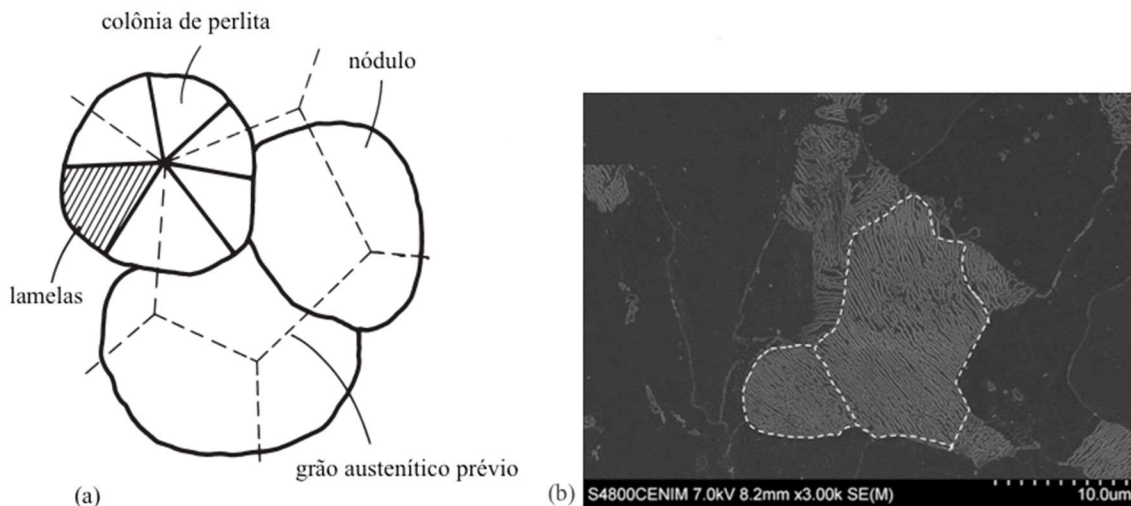 colônia de perlita
nódulo
lamelas
grão austenítico prévio
(a)
(b)
S4800CENIM 7.0kV 8.2mm x3.00k SE(M)
10.0um